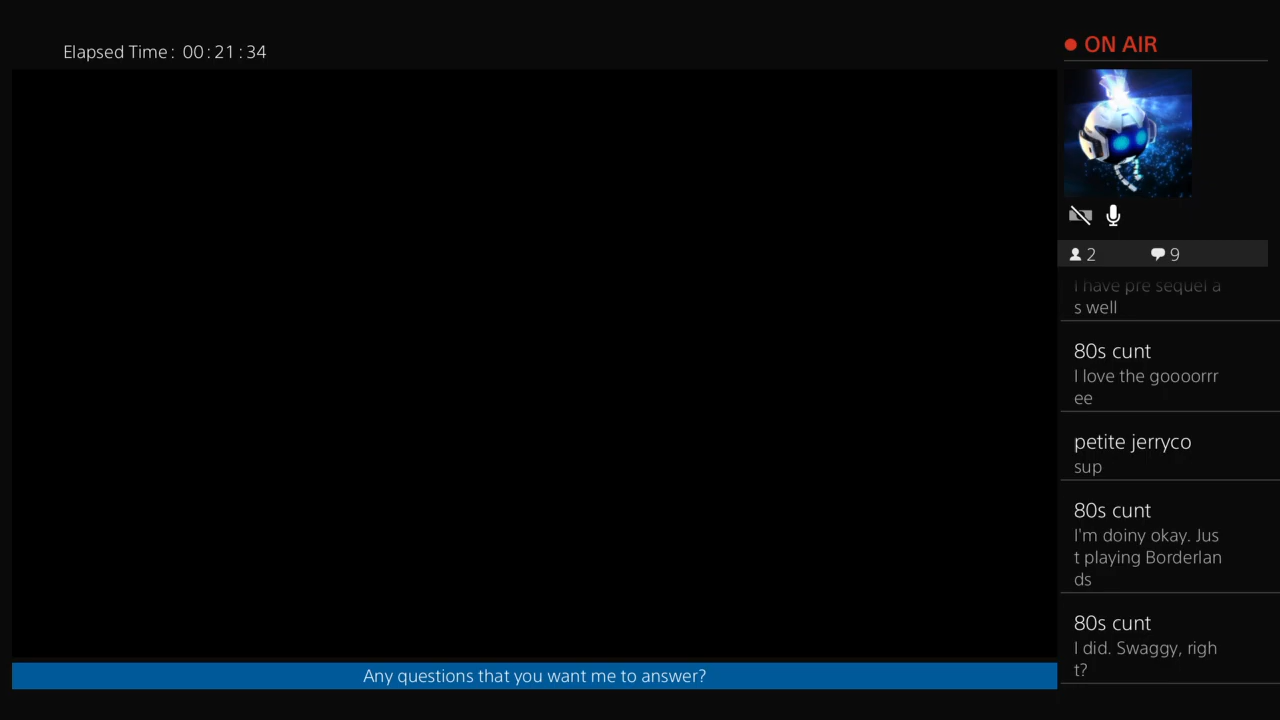 Elapsed Time: 00:21:34
ON AIR
2 9
I have pre sequel a
s well
80s cunt
I love the goooorrr
ee
petite jerryco
sup
80s cunt
I'm doiny okay. Jus
t playing Borderlan
ds
80s cunt
I did. Swaggy, righ
t?
Any questions that you want me to answer?